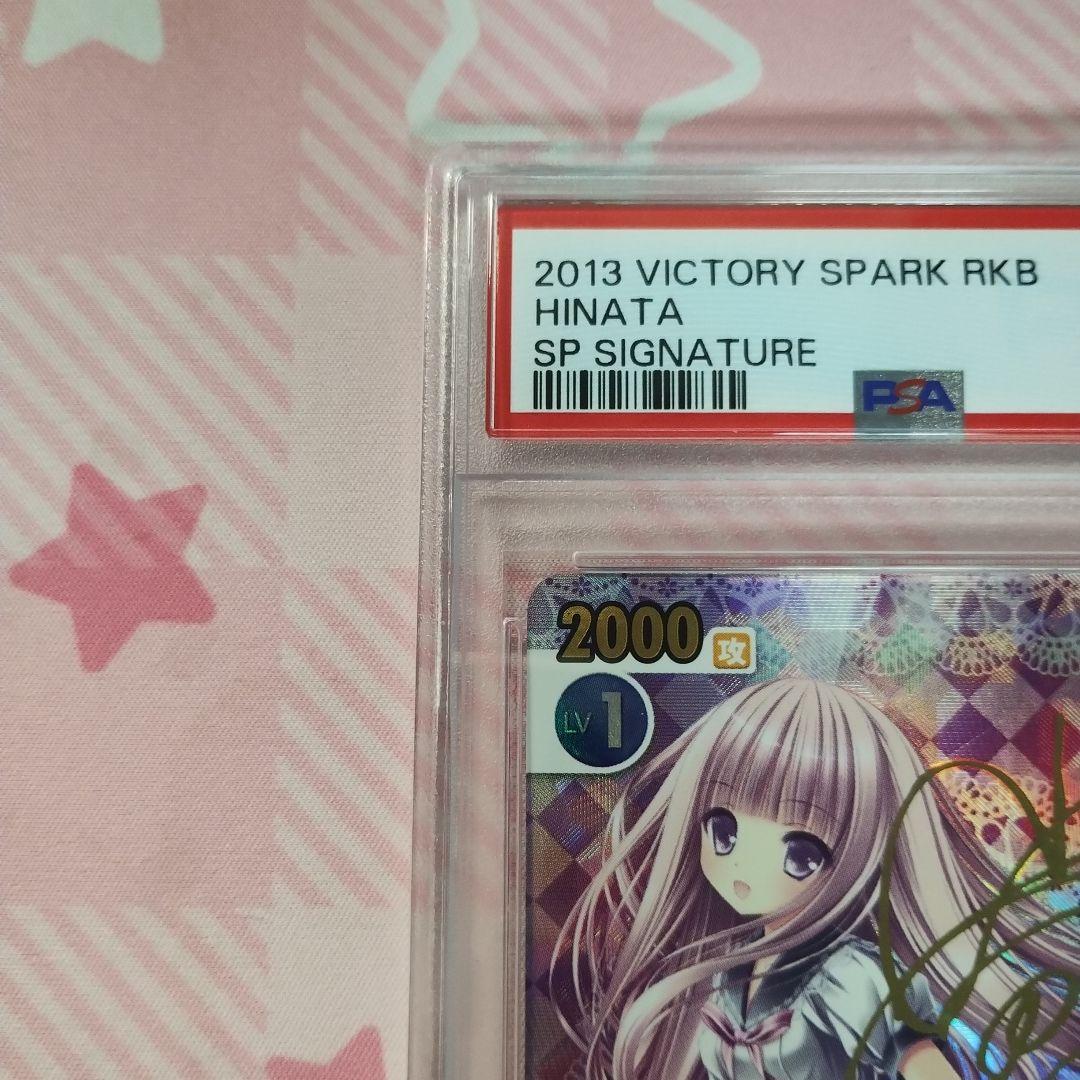 2013 VICTORY SPARK RKB
HINATA
SP SIGNATURE
PSA
2000 攻
LV 1